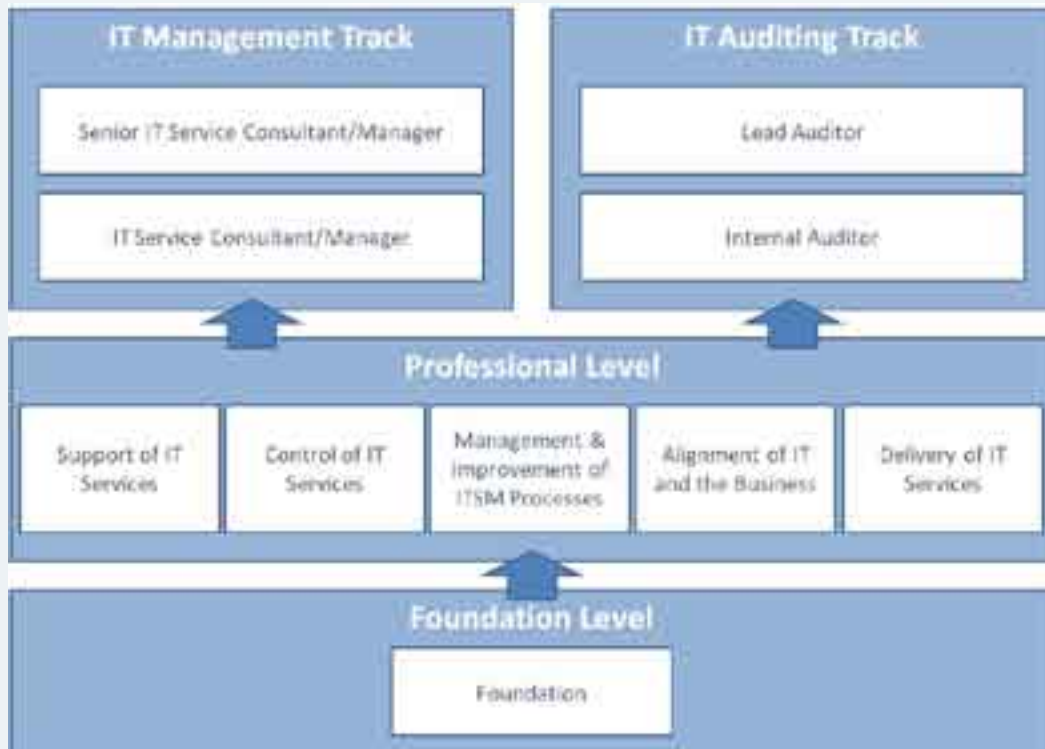 IT Management Track
Senior IT Service Consultant/Manager
IT Service Consultant/Manager
IT Auditing Track
Lead Auditor
Internal Auditor
Professional Level
Support of IT
Services
Control of IT
Services
Management &
Improvement of
ITSM Processes
Alignment of IT
and the Business
Delivery of IT
Services
Foundation Level
Foundation